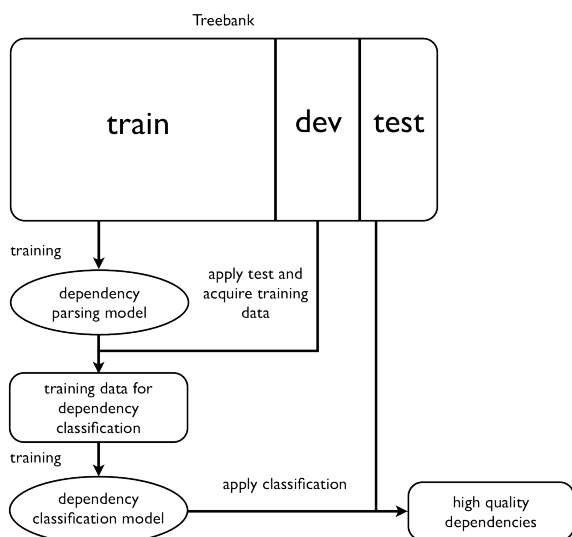 Treebank
train
dev
test
training
apply test and
acquire training
data
dependency
parsing model
training data for
dependency
classification
training
apply classification
dependency
classification model
high quality
dependencies